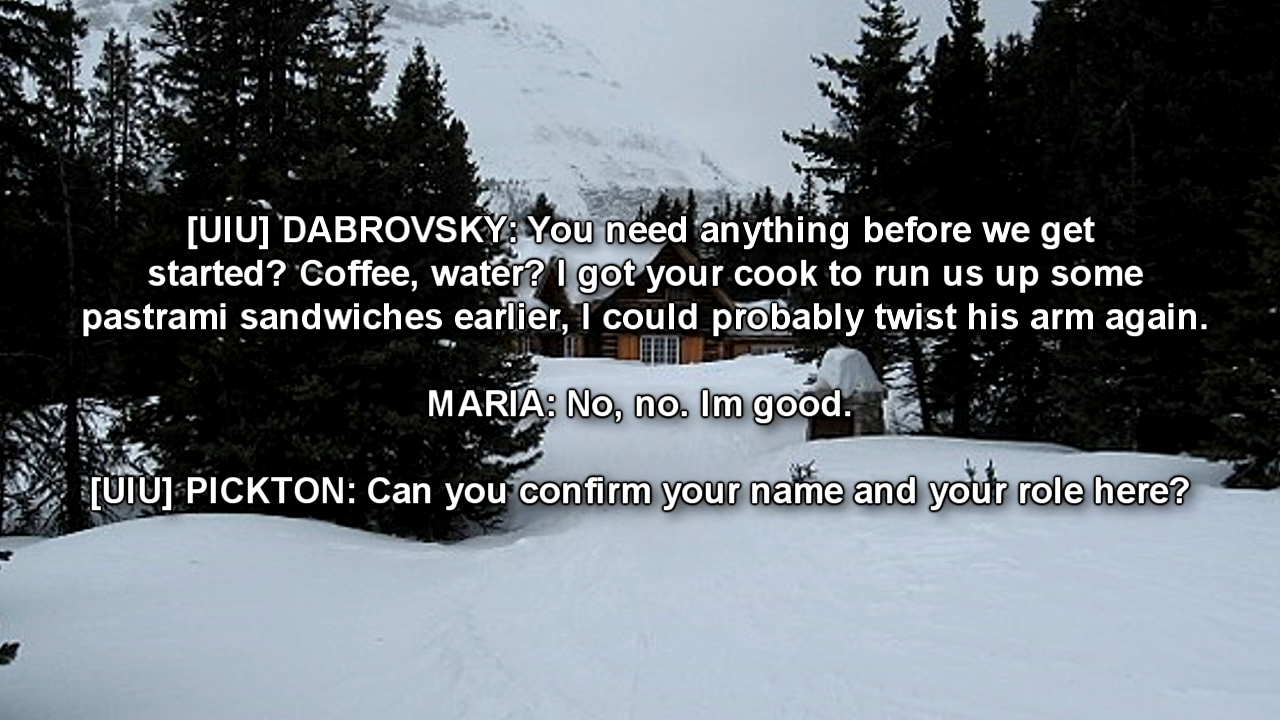 [UIU] DABROVSKY: You need anything before we get
started? Coffee, water? I got your cook to run us up some
pastrami sandwiches earlier, I could probably twist his arm again.
MARIA: No, no. Im good.
[UIU] PICKTON: Can you confirm your name and your role here?